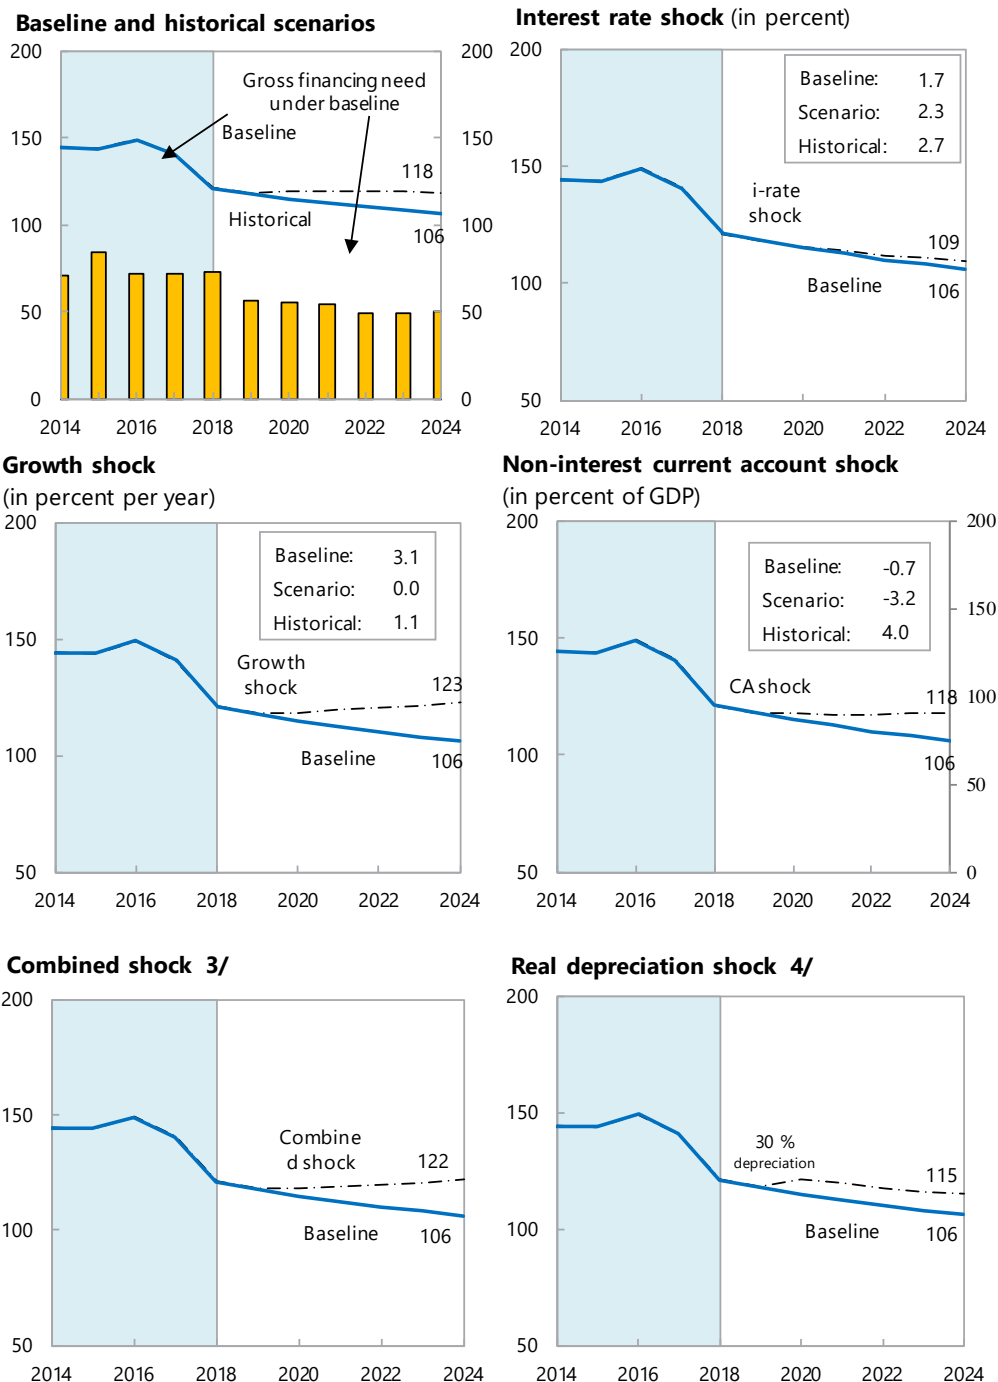 Baseline and historical scenarios
200
150
100
50
0
200
150
100
50
0
Gross financing need
under baseline
Baseline
118
Historical
106
2014 2016 2018 2020 2022 2024
Interest rate shock (in percent)
200
150
100
50
Baseline: 1.7
Scenario: 2.3
Historical: 2.7
i-rate
shock
109
Baseline
106
2014 2016 2018 2020 2022 2024
Growth shock
(in percent per year)
200
150
100
50
Baseline: 3.1
Scenario: 0.0
Historical: 1.1
Growth
shock
123
Baseline
106
2014 2016 2018 2020 2022 2024
Non-interest current account shock
(in percent of GDP)
200
150
100
50
200
150
100
50
0
Baseline: -0.7
Scenario: -3.2
Historical: 4.0
CA shock
118
106
2014 2016 2018 2020 2022 2024
Combined shock 3/
200
150
100
50
Combine
d shock
122
Baseline
106
2014 2016 2018 2020 2022 2024
Real depreciation shock 4/
200
150
100
50
30 %
depreciation
115
Baseline
106
2014 2016 2018 2020 2022 2024